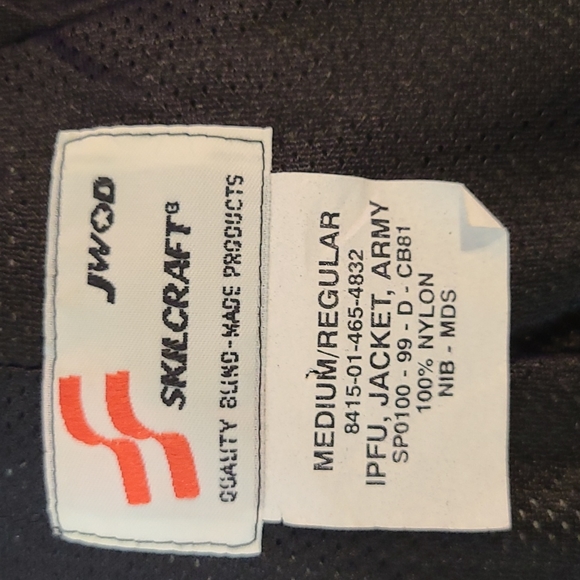 JWOD
SKILCRAFT®
QUALITY BLIND-MADE PRODUCTS
MEDIUM/REGULAR
8415-01-465-4832
IPFU, JACKET, ARMY
SP0100 - 99 - D - CB81
100% NYLON
NIB - MDS